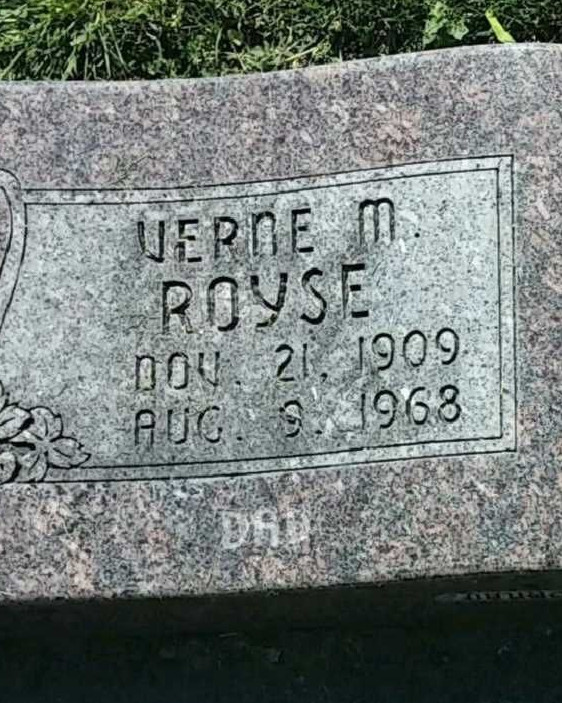 VERNE M.
ROYSE
NOV. 21, 1909
AUG. 9. 1968
DAD